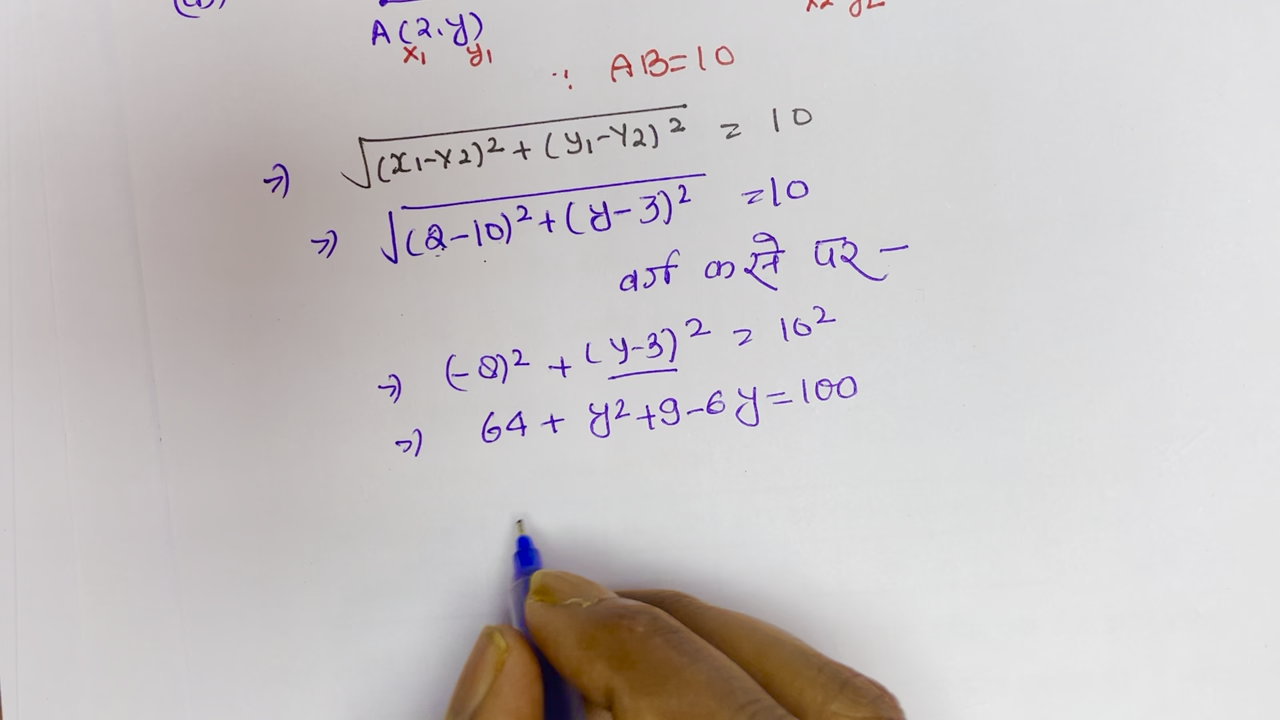 A(2,y)
x₁ y₁
∵ AB=10
⇒ √(x₁-x₂)² + (y₁-y₂)² = 10
⇒ √(2-10)² + (y-3)² = 10
वर्ग करने पर –
⇒ (-8)² + (y-3)² = 10²
⇒ 64 + y² + 9 - 6y = 100